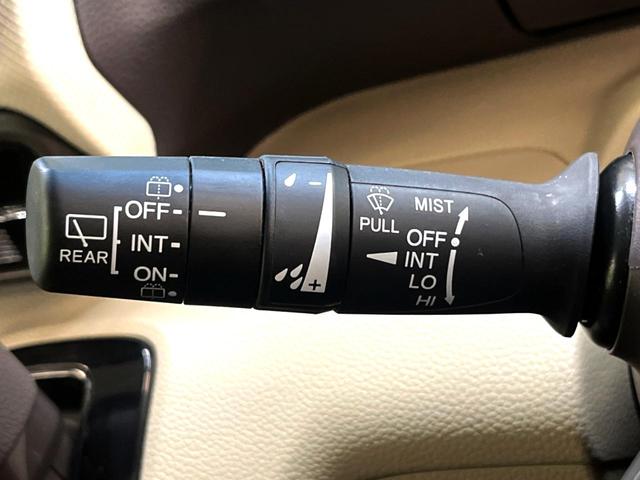 OFF
INT
ON
REAR
-
+
PULL
MIST
OFF
INT
LO
HI